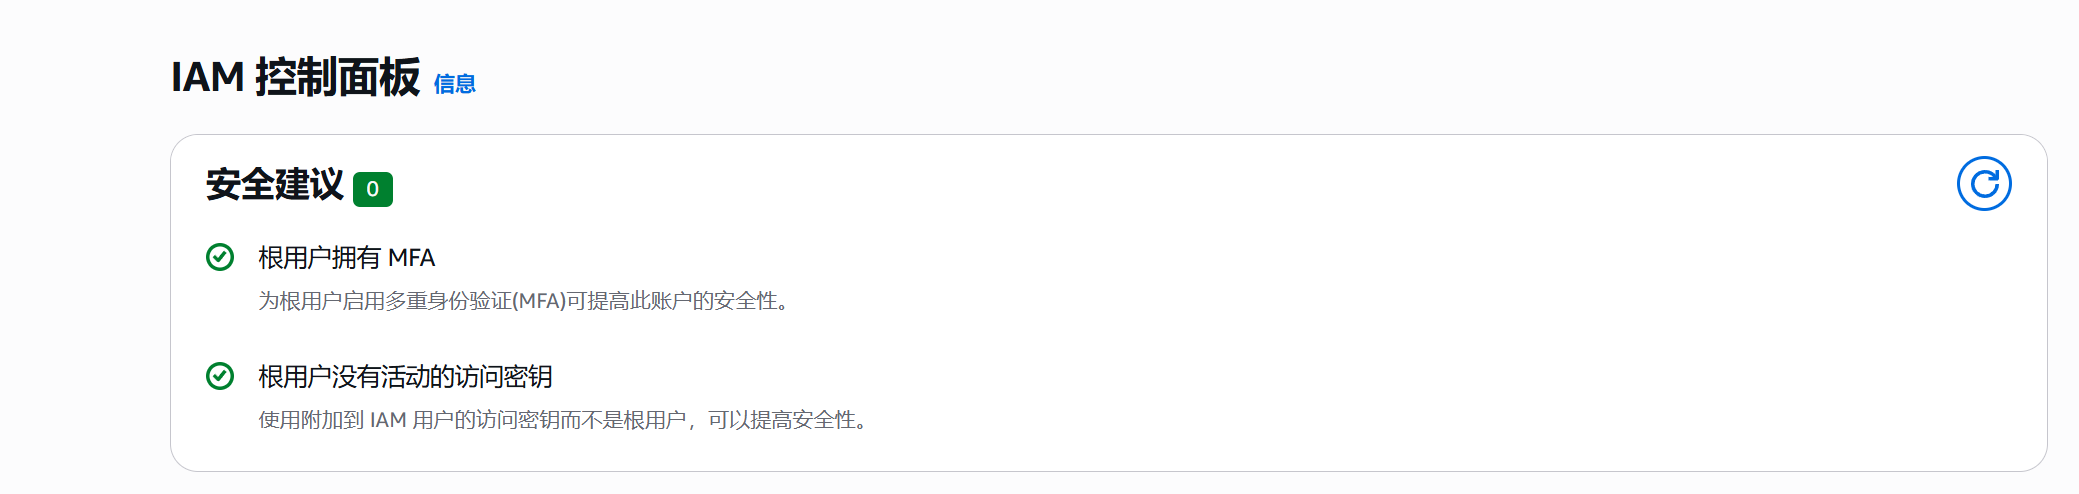 IAM 控制面板 信息
安全建议 0
根用户拥有 MFA
为根用户启用多重身份验证(MFA)可提高此账户的安全性。
根用户没有活动的访问密钥
使用附加到 IAM 用户的访问密钥而不是根用户，可以提高安全性。